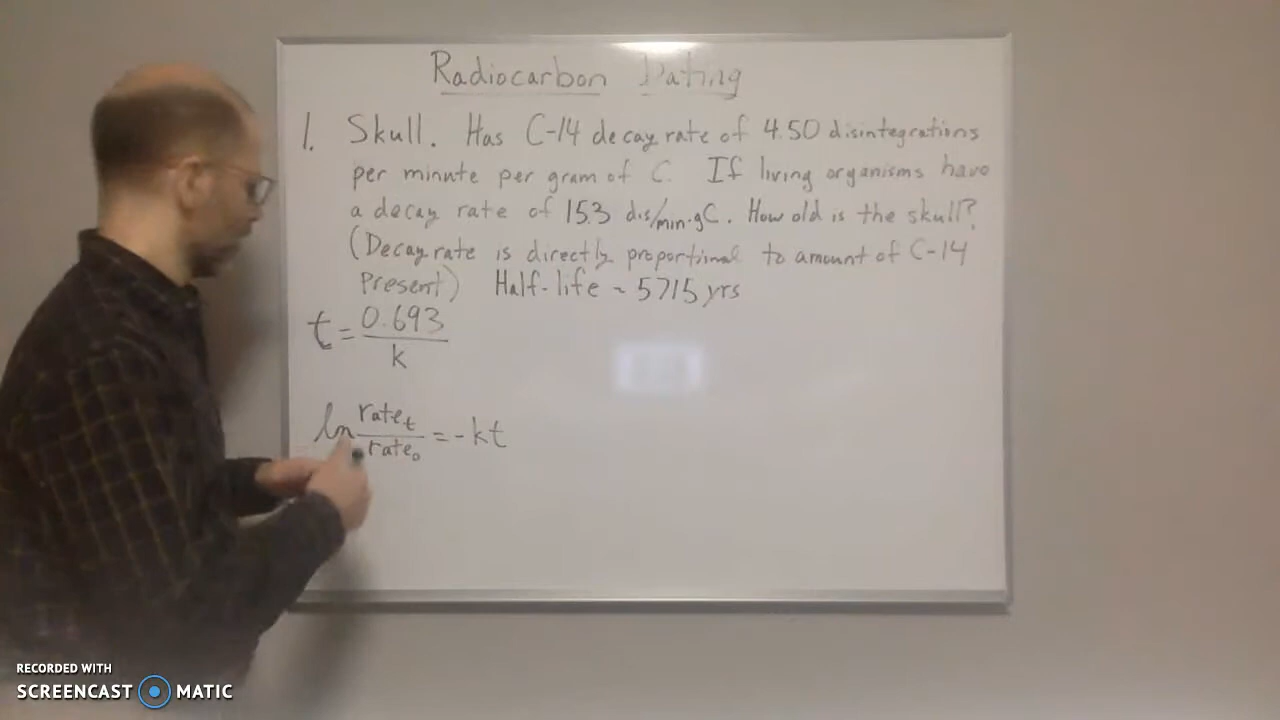 Radiocarbon Dating
1. Skull. Has C-14 decay rate of 4.50 disintegrations
per minute per gram of C. If living organisms have
a decay rate of 15.3 dis/min·gC. How old is the skull?
(Decay rate is directly proportional to amount of C-14
Present) Half-life ~ 5715 yrs
t = 0.693
k
ln rate_t
rate_0 = -kt
RECORDED WITH
SCREENCAST MATIC